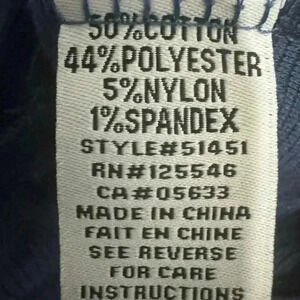 50%COTTON
44%POLYESTER
5%NYLON
1%SPANDEX
STYLE#51451
RN#125546
CA#05633
MADE IN CHINA
FAIT EN CHINE
SEE REVERSE
FOR CARE
INSTRUCTIONS